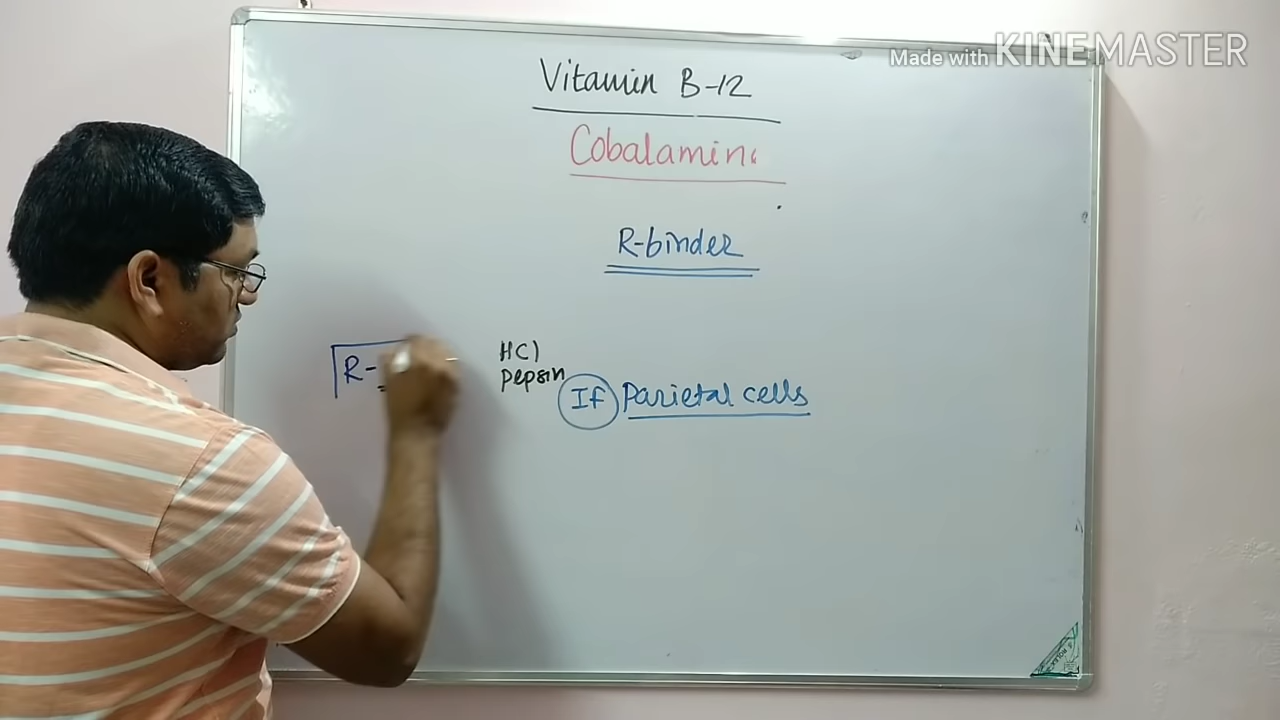 Made with KINEMASTER
Vitamin B-12
Cobalamin
R-binder
HCl
R-
pepsin
If Parietal cells